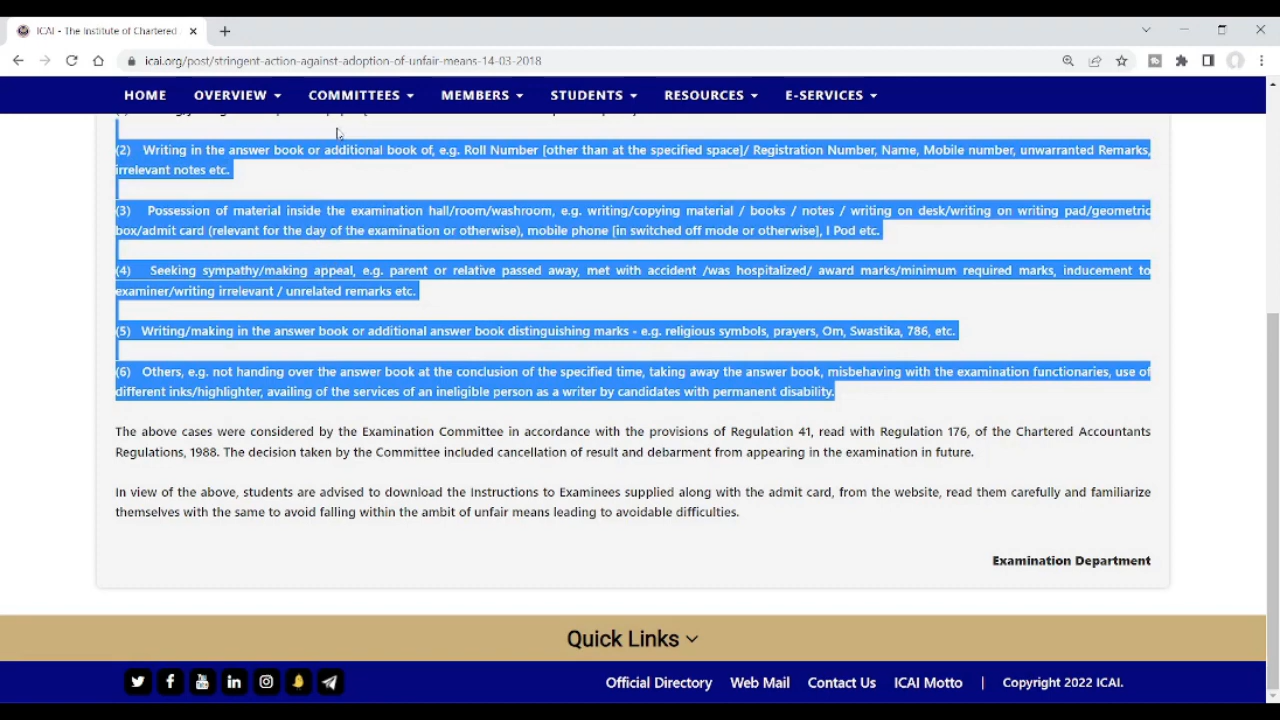 ICAI - The Institute of Chartered
icai.org/post/stringent-action-against-adoption-of-unfair-means-14-03-2018
HOME OVERVIEW COMMITTEES MEMBERS STUDENTS RESOURCES E-SERVICES
(2) Writing in the answer book or additional book of, e.g. Roll Number [other than at the specified space]/ Registration Number, Name, Mobile number, unwarranted Remarks,
irrelevant notes etc.
(3) Possession of material inside the examination hall/room/washroom, e.g. writing/copying material / books / notes / writing on desk/writing on writing pad/geometric
box/admit card (relevant for the day of the examination or otherwise), mobile phone [in switched off mode or otherwise], I Pod etc.
(4) Seeking sympathy/making appeal, e.g. parent or relative passed away, met with accident /was hospitalized/ award marks/minimum required marks, inducement to
examiner/writing irrelevant / unrelated remarks etc.
(5) Writing/making in the answer book or additional answer book distinguishing marks - e.g. religious symbols, prayers, Om, Swastika, 786, etc.
(6) Others, e.g. not handing over the answer book at the conclusion of the specified time, taking away the answer book, misbehaving with the examination functionaries, use of
different inks/highlighter, availing of the services of an ineligible person as a writer by candidates with permanent disability.
The above cases were considered by the Examination Committee in accordance with the provisions of Regulation 41, read with Regulation 176, of the Chartered Accountants
Regulations, 1988. The decision taken by the Committee included cancellation of result and debarment from appearing in the examination in future.
In view of the above, students are advised to download the Instructions to Examinees supplied along with the admit card, from the website, read them carefully and familiarize
themselves with the same to avoid falling within the ambit of unfair means leading to avoidable difficulties.
Examination Department
Quick Links
Official Directory Web Mail Contact Us ICAI Motto | Copyright 2022 ICAI.